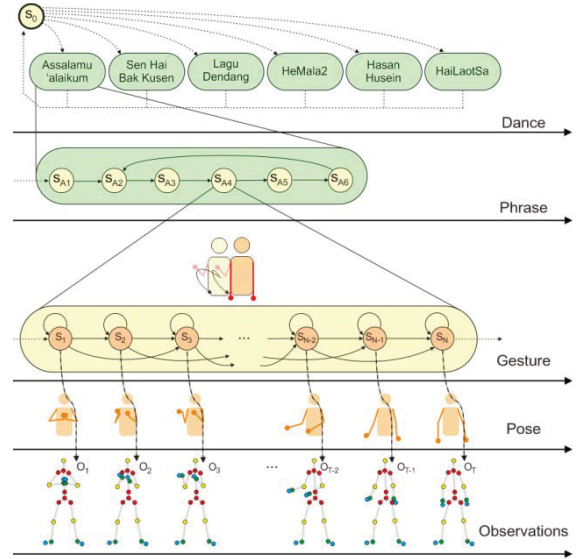 S0
Assalamu
'alaikum
Sen Hai
Bak Kusen
Lagu
Dendang
HeMala2
Hasan
Husein
HaiLaotSa
Dance
SA1 SA2 SA3 SA4 SA5 SA6
Phrase
S1 S2 S3 ... SN-2 SN-1 SN
Gesture
Pose
O1 O2 O3 ... OT-2 OT-1 OT
Observations